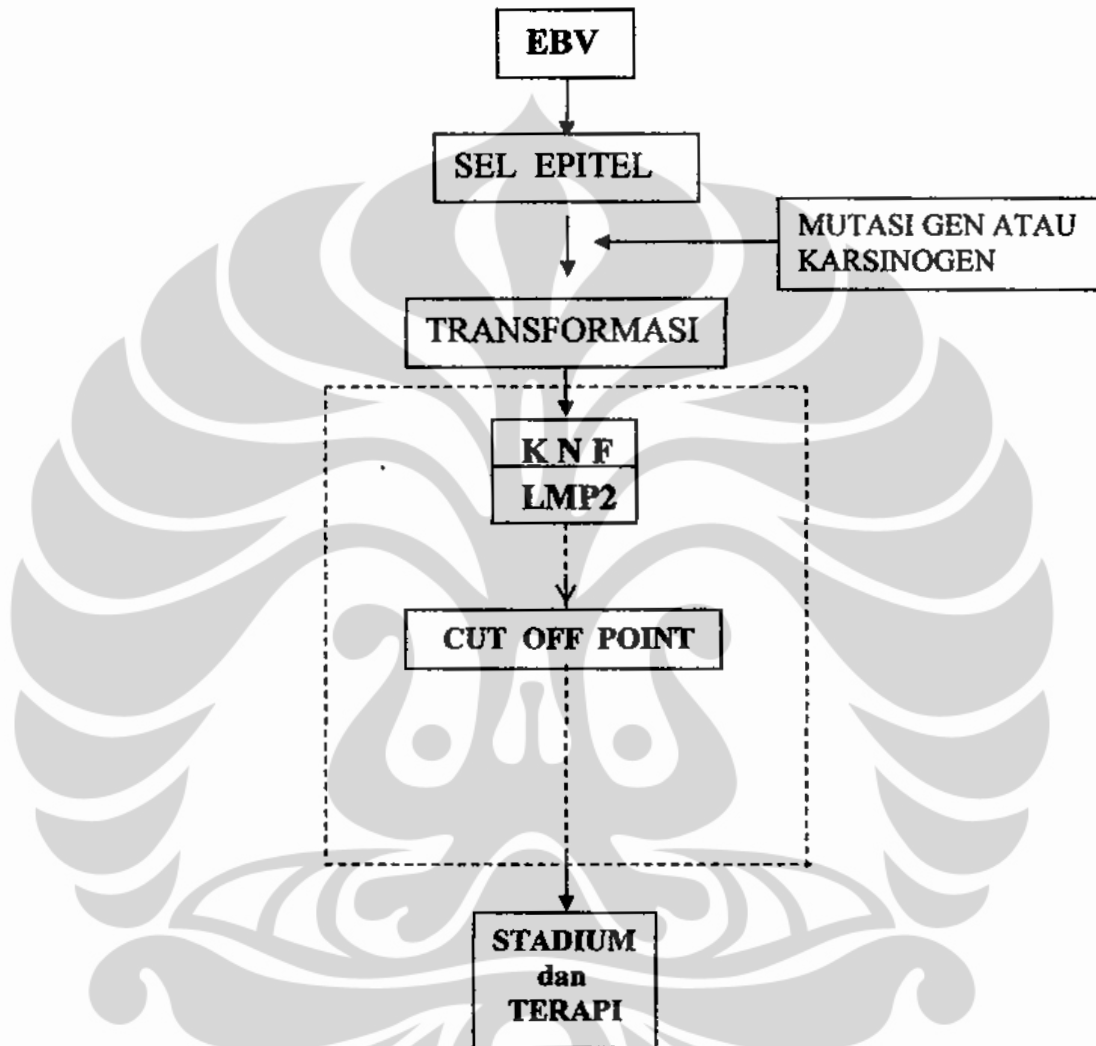 EBV
SEL EPITEL
MUTASI GEN ATAU
KARSINOGEN
TRANSFORMASI
K N F
LMP2
CUT OFF POINT
STADIUM
dan
TERAPI